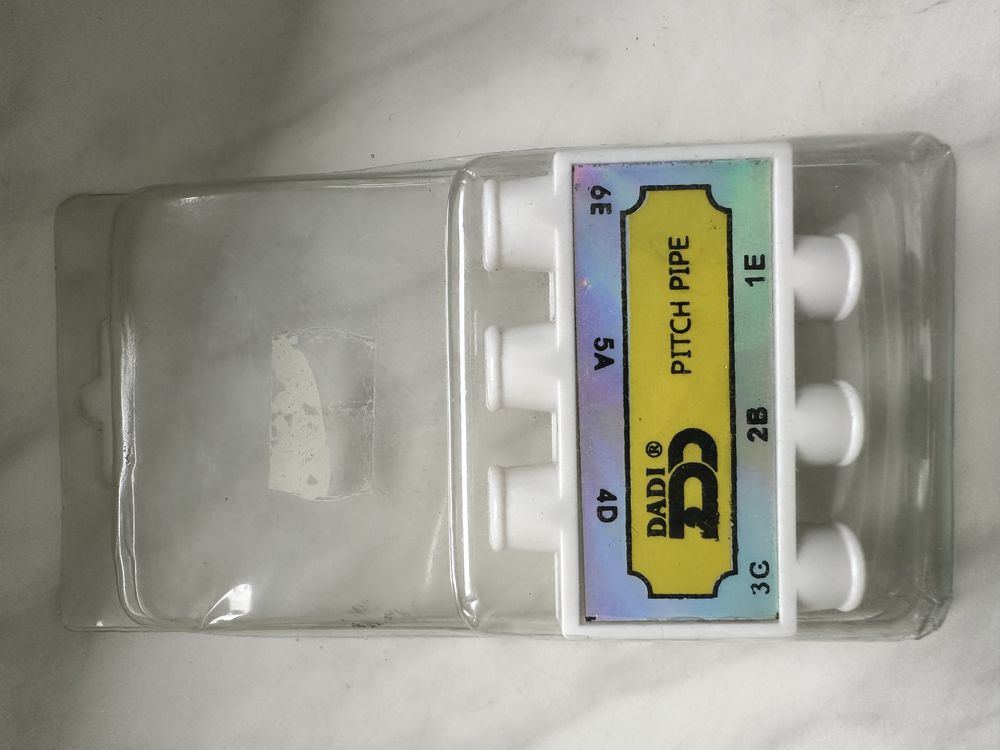 DADI ®
PITCH PIPE
3G 2B 1E
4D 5A 6E